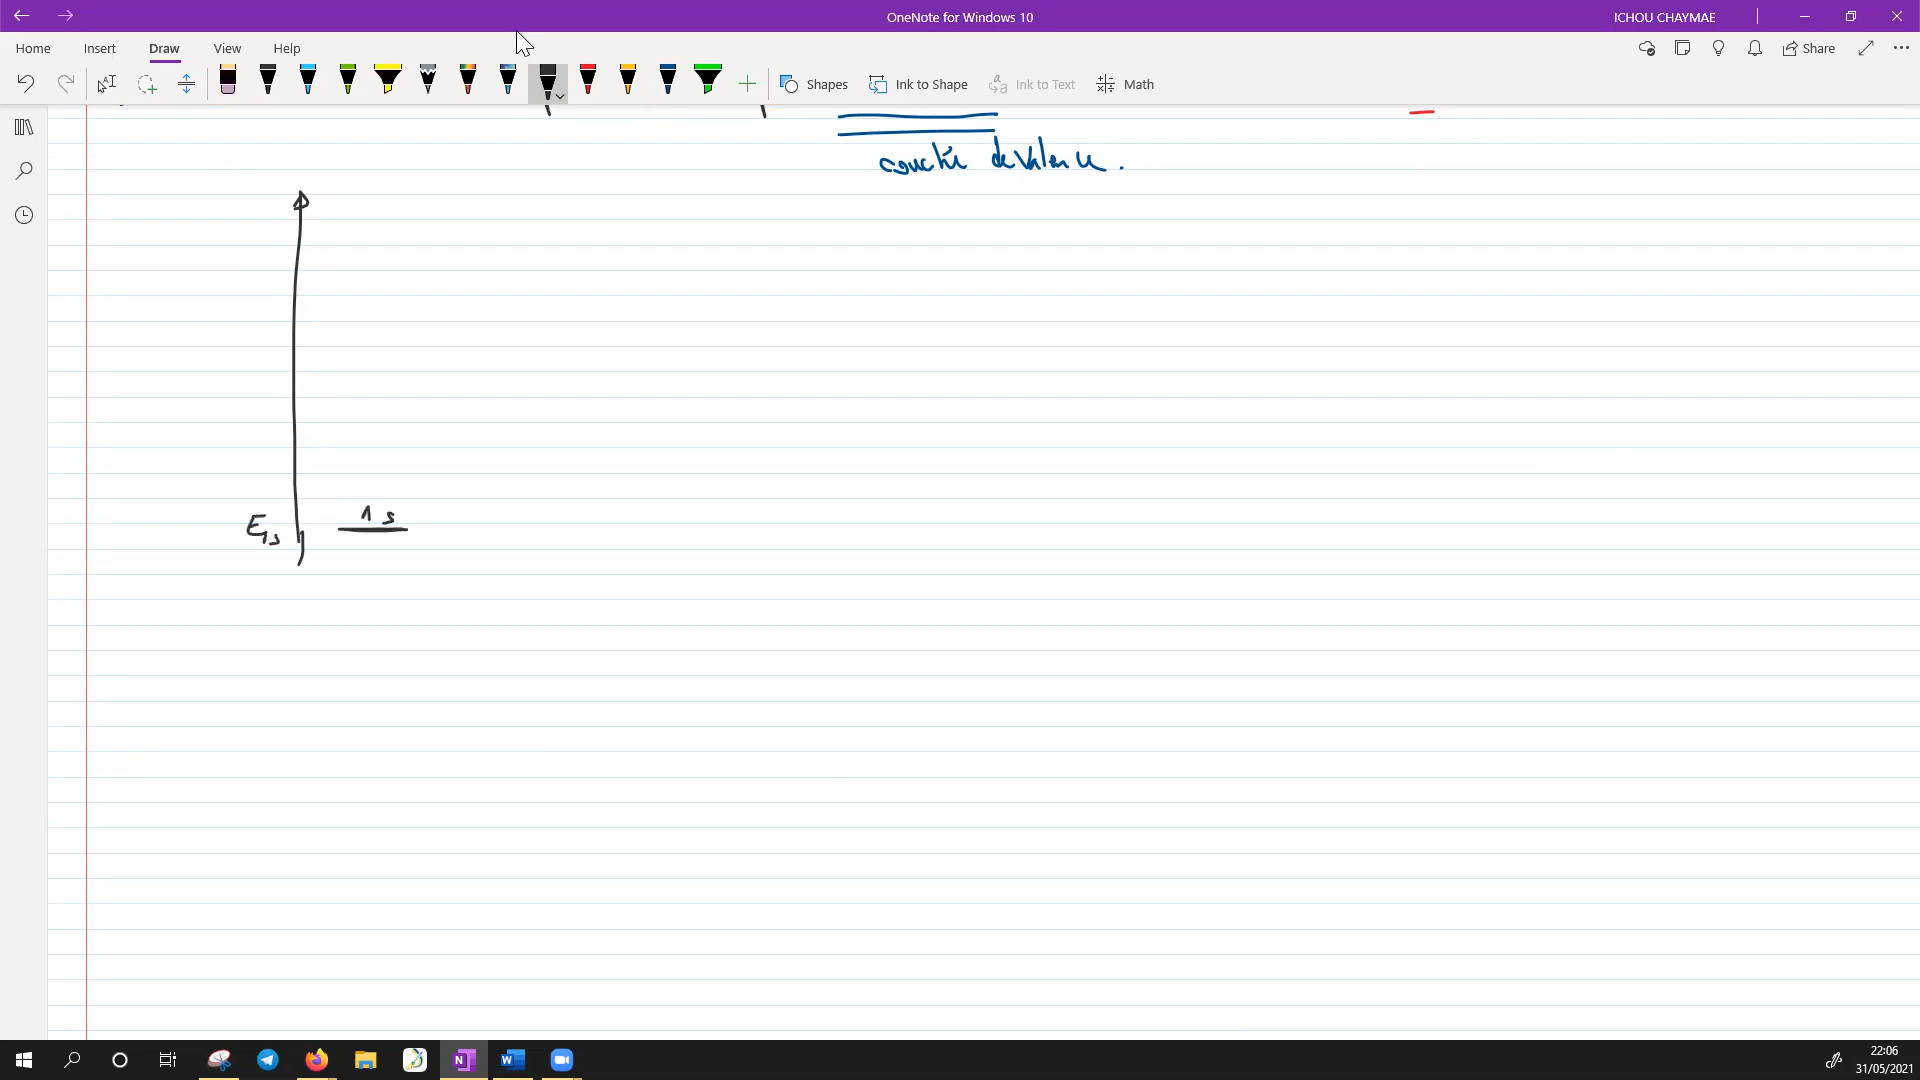 OneNote for Windows 10
ICHOU CHAYMAE
Home Insert Draw View Help
Share
Shapes
Ink to Shape
Ink to Text
Math
couche de valence.
1s
E1s
22:06
31/05/2021